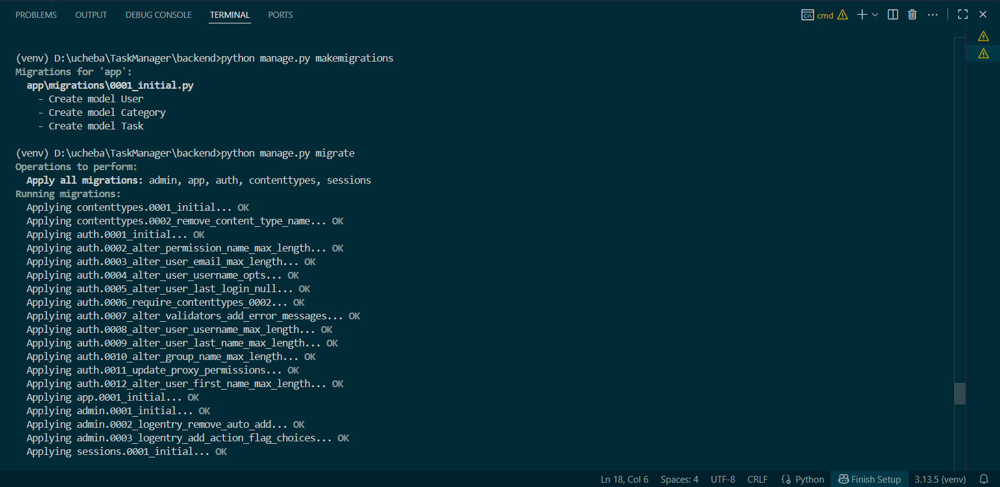 PROBLEMS OUTPUT DEBUG CONSOLE TERMINAL PORTS cmd
(venv) D:\ucheba\TaskManager\backend>python manage.py makemigrations
Migrations for 'app':
app\migrations\0001_initial.py
- Create model User
- Create model Category
- Create model Task
(venv) D:\ucheba\TaskManager\backend>python manage.py migrate
Operations to perform:
Apply all migrations: admin, app, auth, contenttypes, sessions
Running migrations:
Applying contenttypes.0001_initial... OK
Applying contenttypes.0002_remove_content_type_name... OK
Applying auth.0001_initial... OK
Applying auth.0002_alter_permission_name_max_length... OK
Applying auth.0003_alter_user_email_max_length... OK
Applying auth.0004_alter_user_username_opts... OK
Applying auth.0005_alter_user_last_login_null... OK
Applying auth.0006_require_contenttypes_0002... OK
Applying auth.0007_alter_validators_add_error_messages... OK
Applying auth.0008_alter_user_username_max_length... OK
Applying auth.0009_alter_user_last_name_max_length... OK
Applying auth.0010_alter_group_name_max_length... OK
Applying auth.0011_update_proxy_permissions... OK
Applying auth.0012_alter_user_first_name_max_length... OK
Applying app.0001_initial... OK
Applying admin.0001_initial... OK
Applying admin.0002_logentry_remove_auto_add... OK
Applying admin.0003_logentry_add_action_flag_choices... OK
Applying sessions.0001_initial... OK
Ln 18, Col 6 Spaces: 4 UTF-8 CRLF Python Finish Setup 3.13.5 (venv)